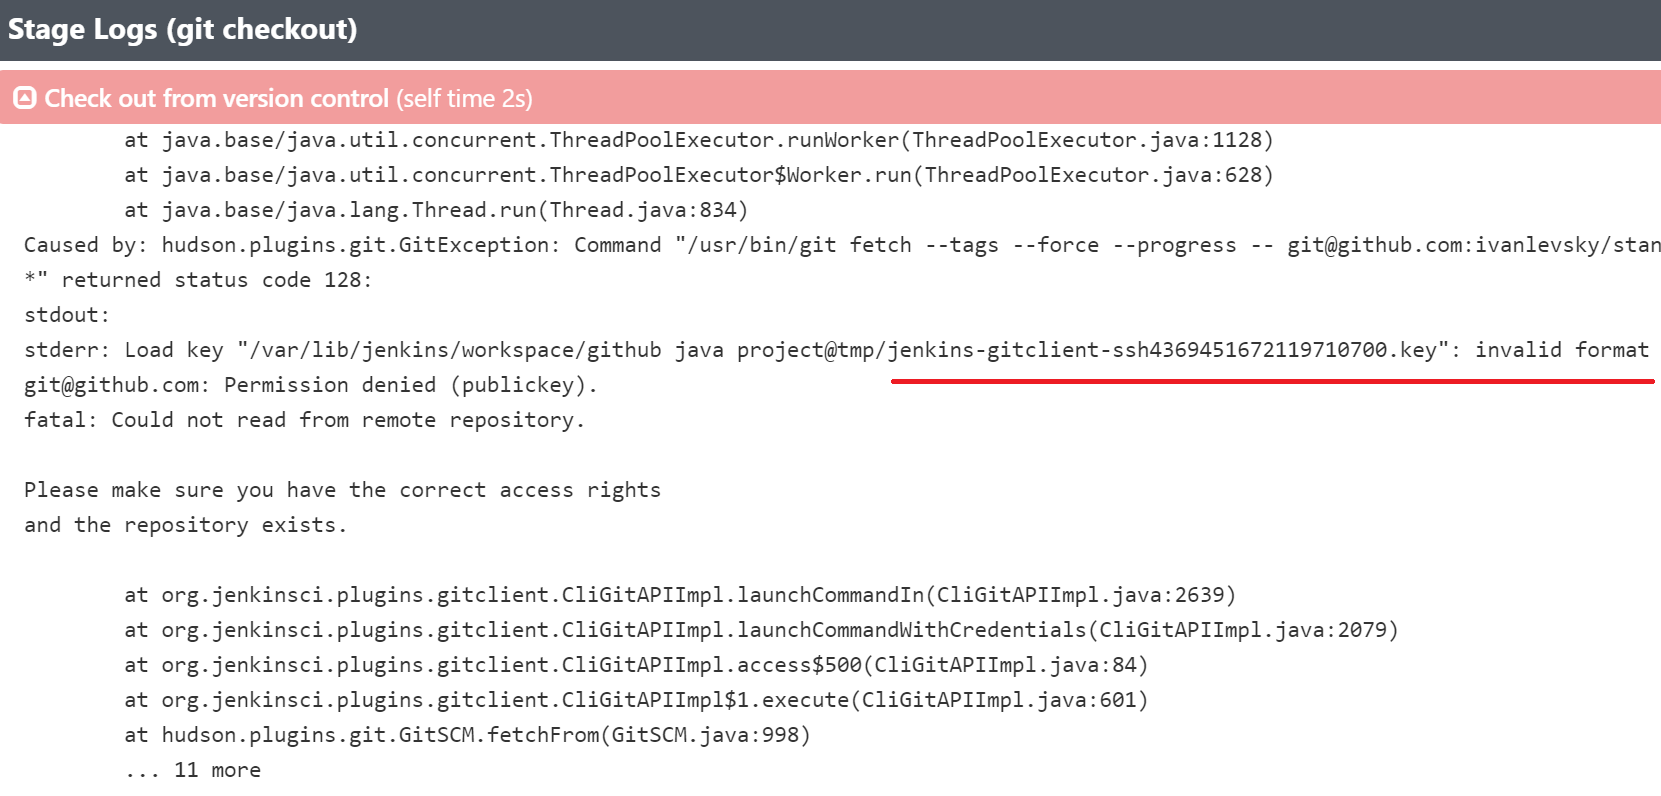 Stage Logs (git checkout)
Check out from version control (self time 2s)
at java.base/java.util.concurrent.ThreadPoolExecutor.runWorker(ThreadPoolExecutor.java:1128)
at java.base/java.util.concurrent.ThreadPoolExecutor$Worker.run(ThreadPoolExecutor.java:628)
at java.base/java.lang.Thread.run(Thread.java:834)
Caused by: hudson.plugins.git.GitException: Command "/usr/bin/git fetch --tags --force --progress -- git@github.com:ivanlevsky/stan
*" returned status code 128:
stdout:
stderr: Load key "/var/lib/jenkins/workspace/github java project@tmp/jenkins-gitclient-ssh4369451672119710700.key": invalid format
git@github.com: Permission denied (publickey).
fatal: Could not read from remote repository.

Please make sure you have the correct access rights
and the repository exists.

at org.jenkinsci.plugins.gitclient.CliGitAPIImpl.launchCommandIn(CliGitAPIImpl.java:2639)
at org.jenkinsci.plugins.gitclient.CliGitAPIImpl.launchCommandWithCredentials(CliGitAPIImpl.java:2079)
at org.jenkinsci.plugins.gitclient.CliGitAPIImpl.access$500(CliGitAPIImpl.java:84)
at org.jenkinsci.plugins.gitclient.CliGitAPIImpl$1.execute(CliGitAPIImpl.java:601)
at hudson.plugins.git.GitSCM.fetchFrom(GitSCM.java:998)
... 11 more